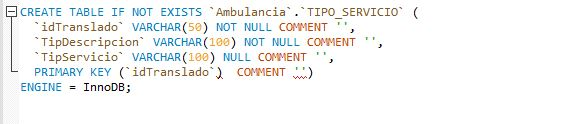 CREATE TABLE IF NOT EXISTS `Ambulancia`.`TIPO_SERVICIO` (
`idTranslado` VARCHAR(50) NOT NULL COMMENT '',
`TipDescripcion` VARCHAR(100) NOT NULL COMMENT '',
`TipServicio` VARCHAR(100) NULL COMMENT '',
PRIMARY KEY (`idTranslado`)  COMMENT '')
ENGINE = InnoDB;